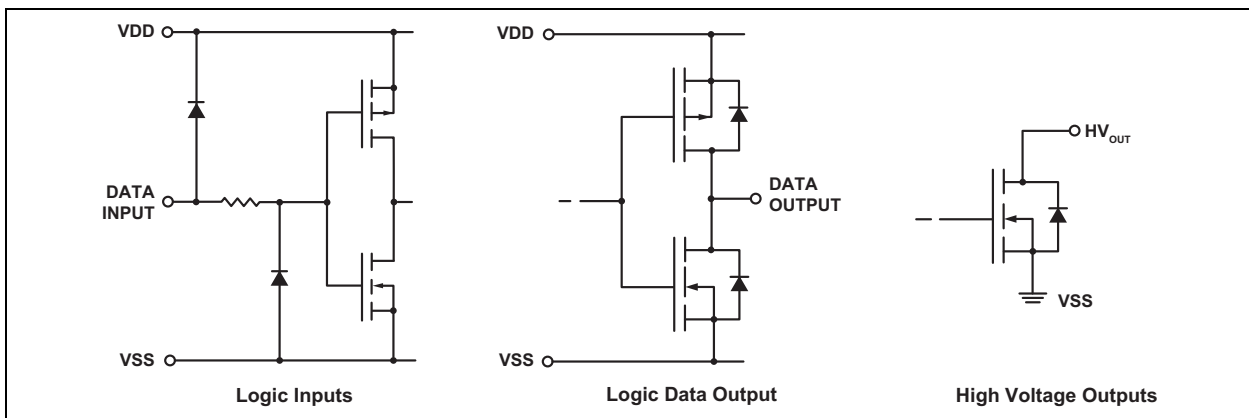 VDD
DATA
INPUT
VSS
Logic Inputs
VDD
DATA
OUTPUT
VSS
Logic Data Output
HVOUT
VSS
High Voltage Outputs